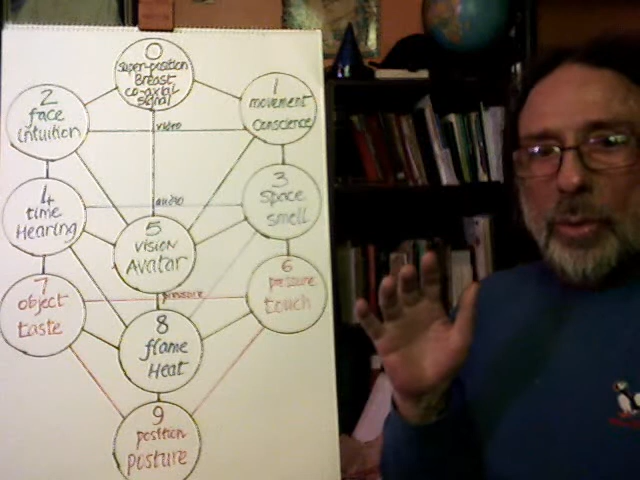 0
super-position
Breast
co-axial
signal
1
movement
Conscience
2
face
intuition
video
3
space
smell
4
time
Hearing
audio
5
vision
AVatar
6
pressure
touch
7
object
taste
pressure
8
flame
Heat
9
position
posture